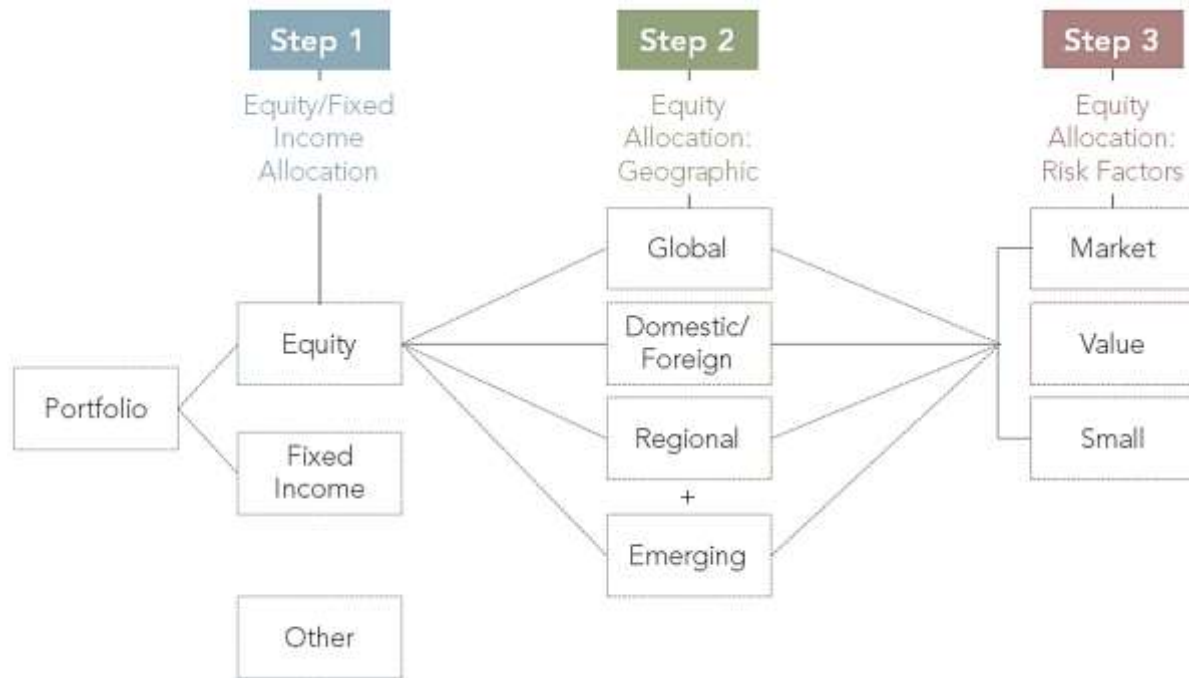 Step 1
Equity/Fixed
Income
Allocation
Step 2
Equity
Allocation:
Geographic
Step 3
Equity
Allocation:
Risk Factors
Portfolio
Equity
Fixed
Income
Other
Global
Domestic/
Foreign
Regional
+
Emerging
Market
Value
Small